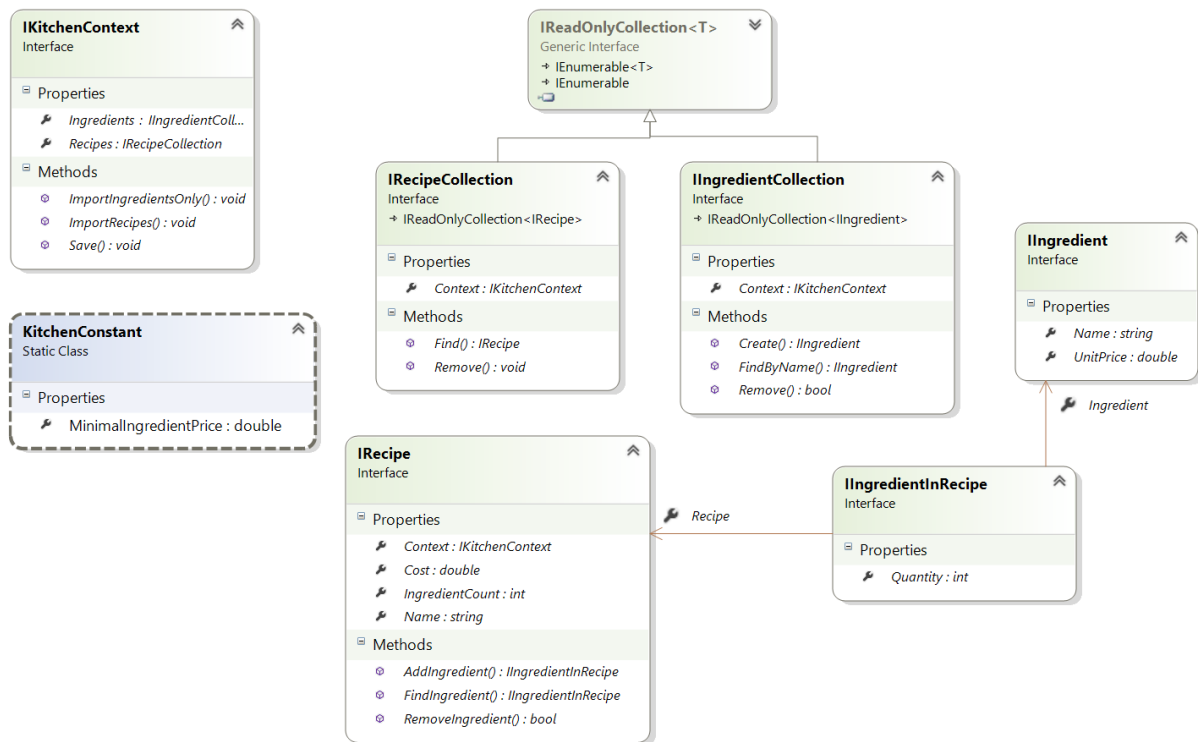 IKitchenContext
Interface
Properties
Ingredients : IIngredientColl...
Recipes : IRecipeCollection
Methods
ImportIngredientsOnly() : void
ImportRecipes() : void
Save() : void
IReadOnlyCollection<T>
Generic Interface
IEnumerable<T>
IEnumerable
IRecipeCollection
Interface
IReadOnlyCollection<IRecipe>
Properties
Context : IKitchenContext
Methods
Find() : IRecipe
Remove() : void
IIngredientCollection
Interface
IReadOnlyCollection<IIngredient>
Properties
Context : IKitchenContext
Methods
Create() : IIngredient
FindByName() : IIngredient
Remove() : bool
IIngredient
Interface
Properties
Name : string
UnitPrice : double
Ingredient
KitchenConstant
Static Class
Properties
MinimalIngredientPrice : double
IRecipe
Interface
Properties
Context : IKitchenContext
Cost : double
IngredientCount : int
Name : string
Methods
AddIngredient() : IIngredientInRecipe
FindIngredient() : IIngredientInRecipe
RemoveIngredient() : bool
Recipe
IIngredientInRecipe
Interface
Properties
Quantity : int